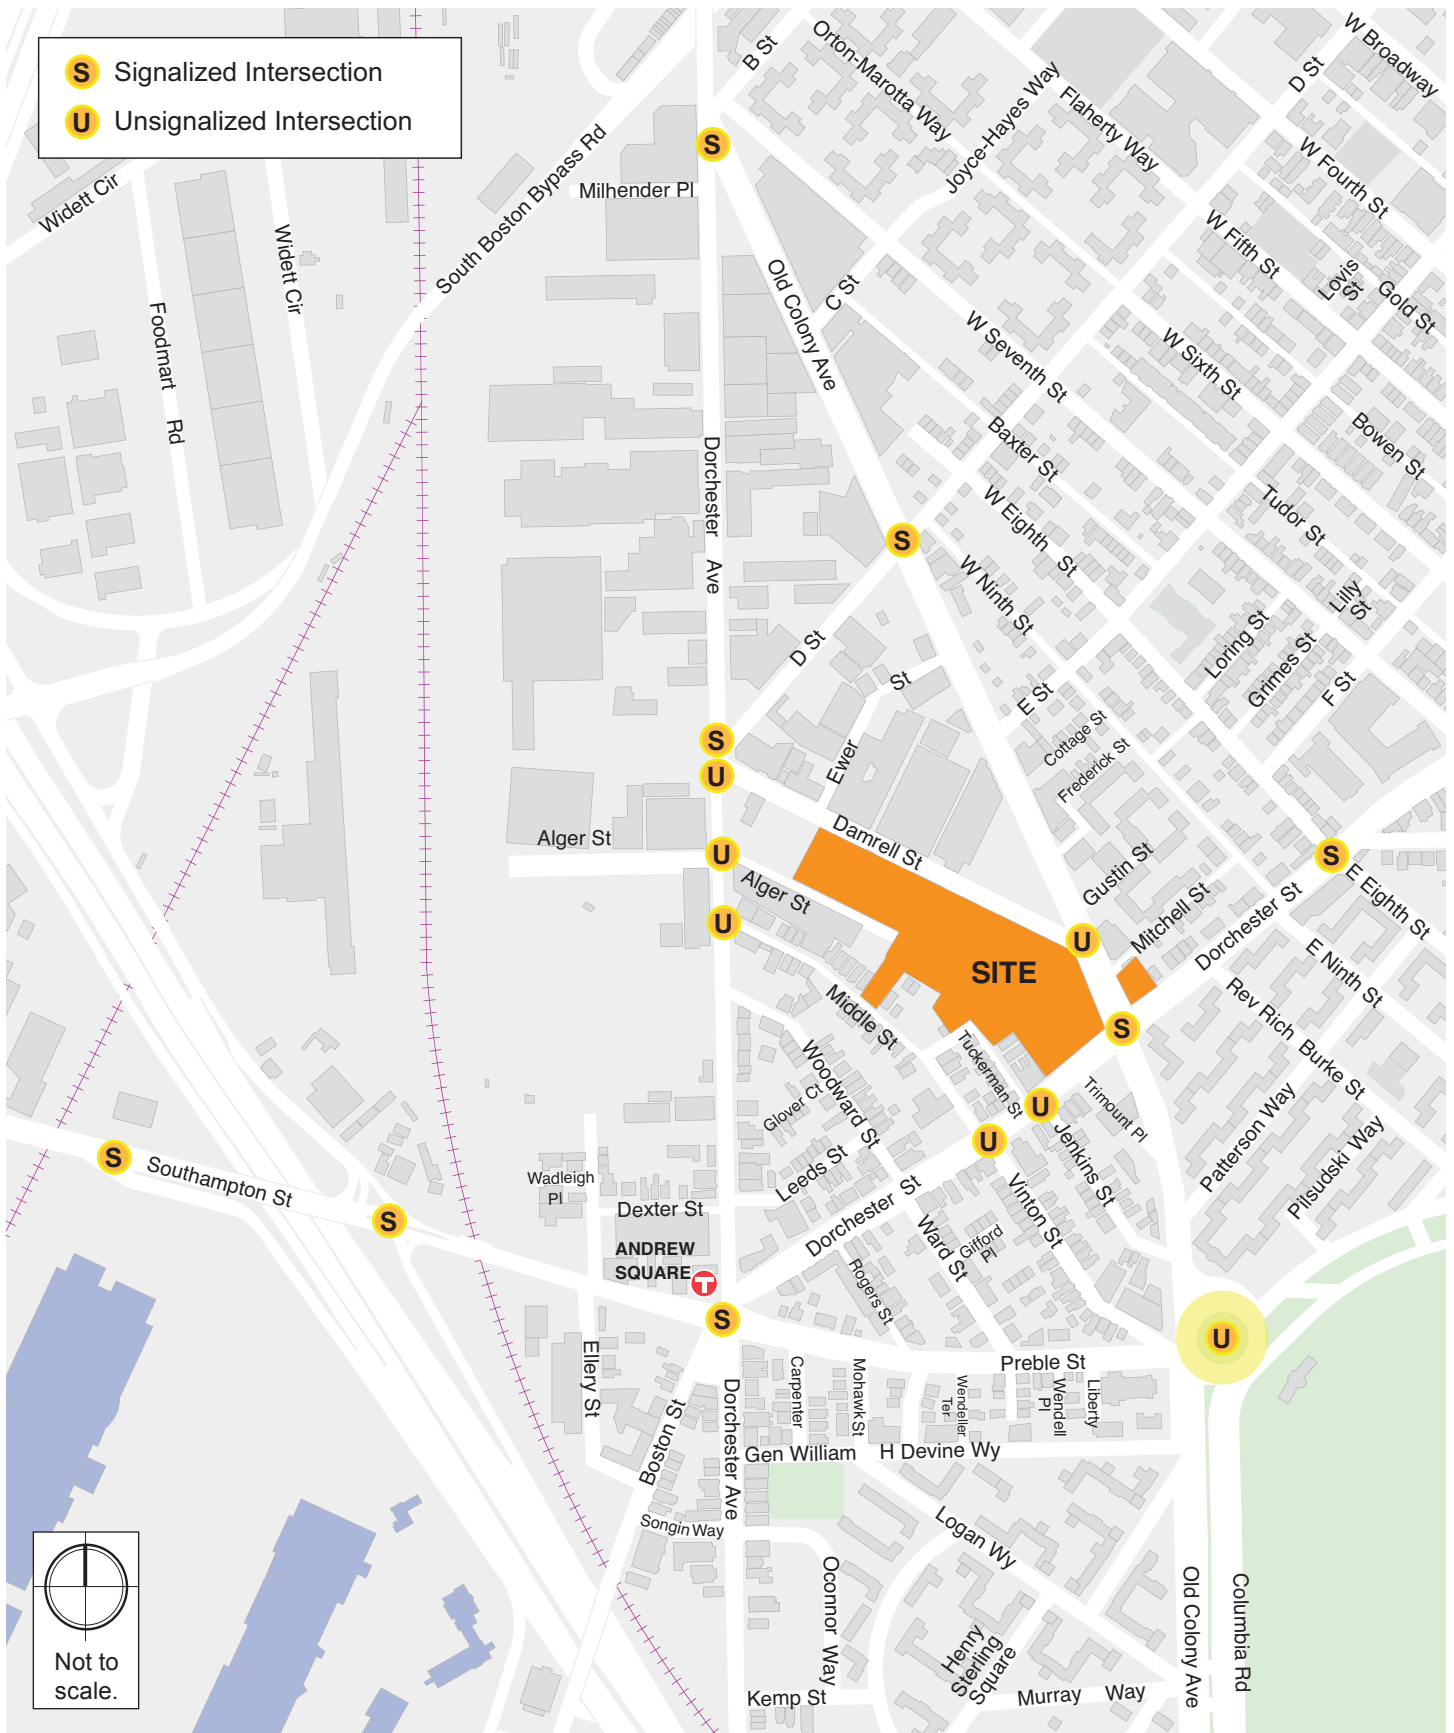 S Signalized Intersection
U Unsignalized Intersection
B St
Orton-Marotta Way
Joyce-Hayes Way
Flaherty Way
D St
W Broadway
W Fourth St
S
Milhender Pl
South Boston Bypass Rd
Widett Cir
Widett Cir
Foodmart Rd
Old Colony Ave
C St
W Fifth St
Lovis St
Gold St
W Seventh St
W Sixth St
Bowen St
Baxter St
W Eighth St
Tudor St
Lilly St
Dorchester Ave
S
W Ninth St
Loring St
Grimes St
F St
D St
Ewer St
E St
Cottage St
Frederick St
S
U
Damrell St
Alger St
U
Alger St
U
Gustin St
Mitchell St
Dorchester St
S
E Eighth St
E Ninth St
U
SITE
S
Rev Rich Burke St
Middle St
Woodward St
Glover Ct
Leeds St
Tuckerman St
U
U
Trimount Pl
Jenkins St
Vinton St
Patterson Way
Pilsudski Way
S
Southampton St
S
Wadleigh
Pl
Dexter St
ANDREW
SQUARE
T
S
Dorchester St
Ward St
Gifford
Pl
Rogers St
U
Preble St
Ellery St
Boston St
Dorchester Ave
Carpenter
Mohawk St
Wendeller
Ter
Wendell
Pl
Liberty
Gen William H Devine Wy
Songin Way
Logan Wy
Oconnor Way
Henry
Sterling
Square
Kemp St
Murray Way
Old Colony Ave
Columbia Rd
Not to
scale.